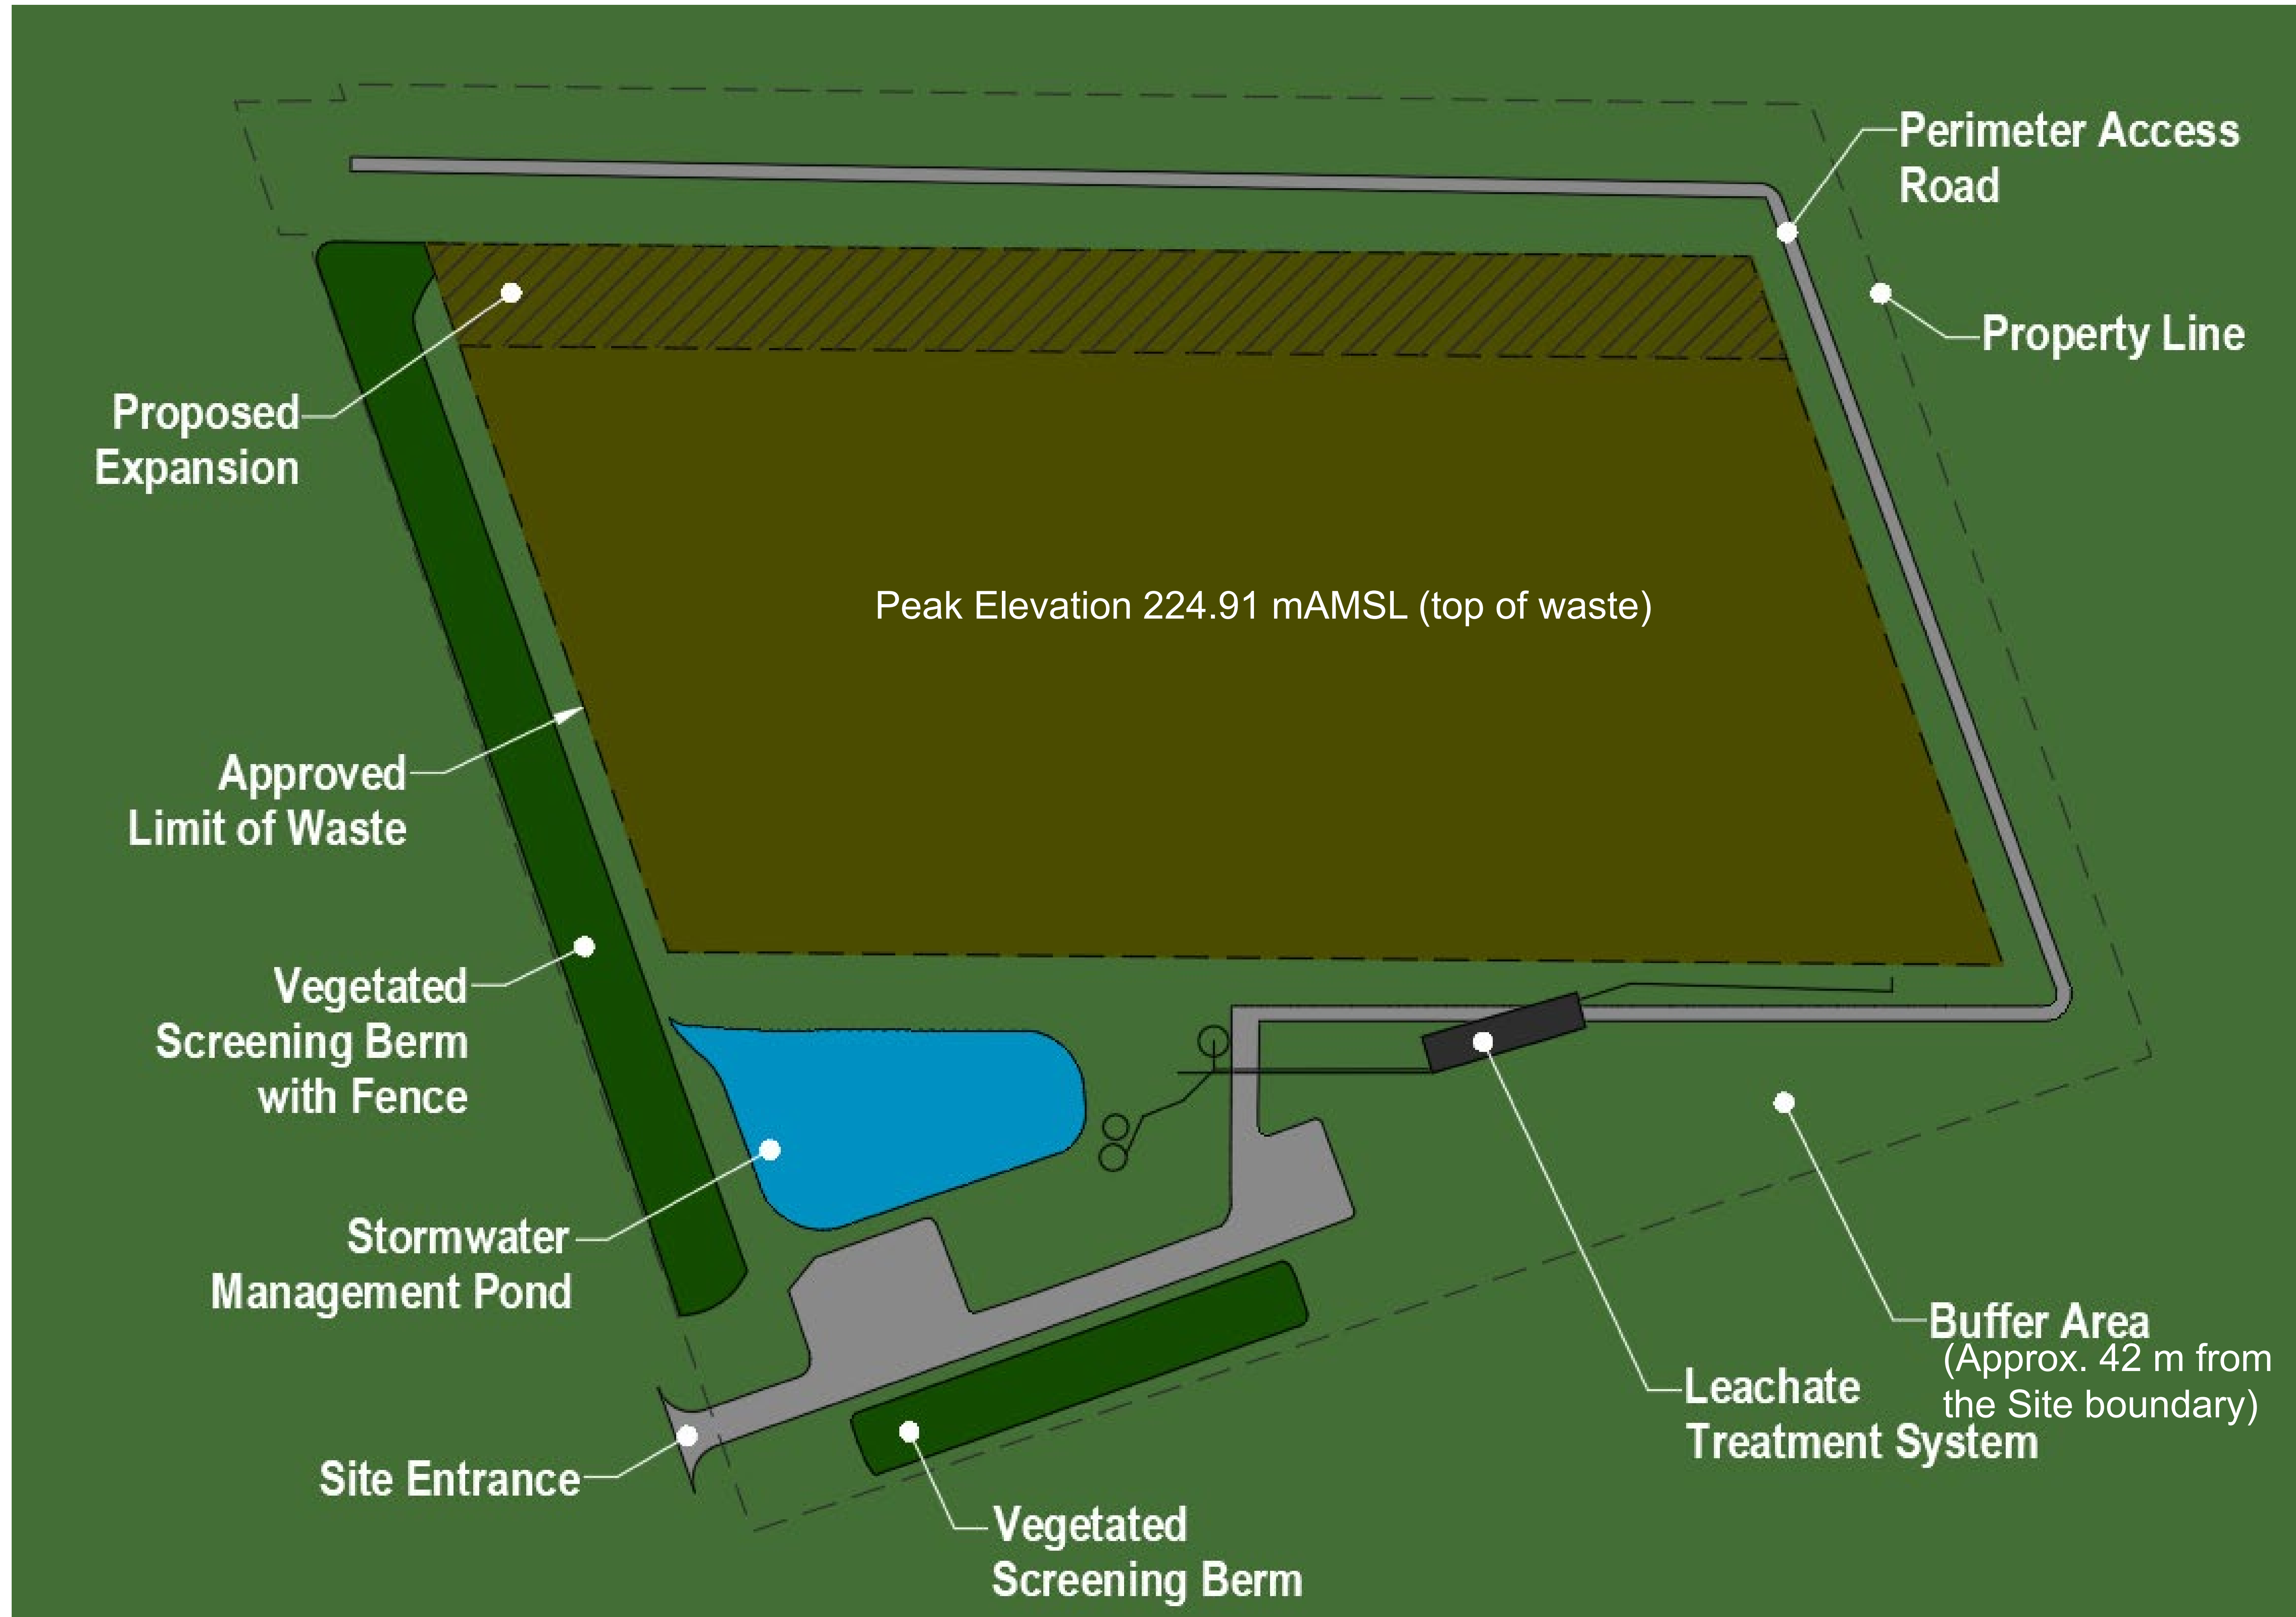 Perimeter Access
Road
Property Line
Proposed
Expansion
Peak Elevation 224.91 mAMSL (top of waste)
Approved
Limit of Waste
Vegetated
Screening Berm
with Fence
Stormwater
Management Pond
Buffer Area
(Approx. 42 m from
the Site boundary)
Leachate
Treatment System
Site Entrance
Vegetated
Screening Berm